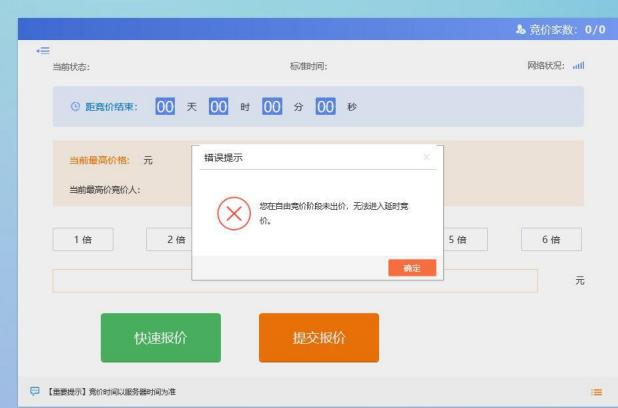 竞价家数：0/0
当前状态：
标准时间：
网络状况：
距竞价结束： 00 天 00 时 00 分 00 秒
当前最高价格： 元
当前最高价竞价人：
错误提示
您在自由竞价阶段未出价，无法进入延时竞
价。
确定
1 倍
2 倍
5 倍
6 倍
元
快速报价
提交报价
【重要提示】竞价时间以服务器时间为准